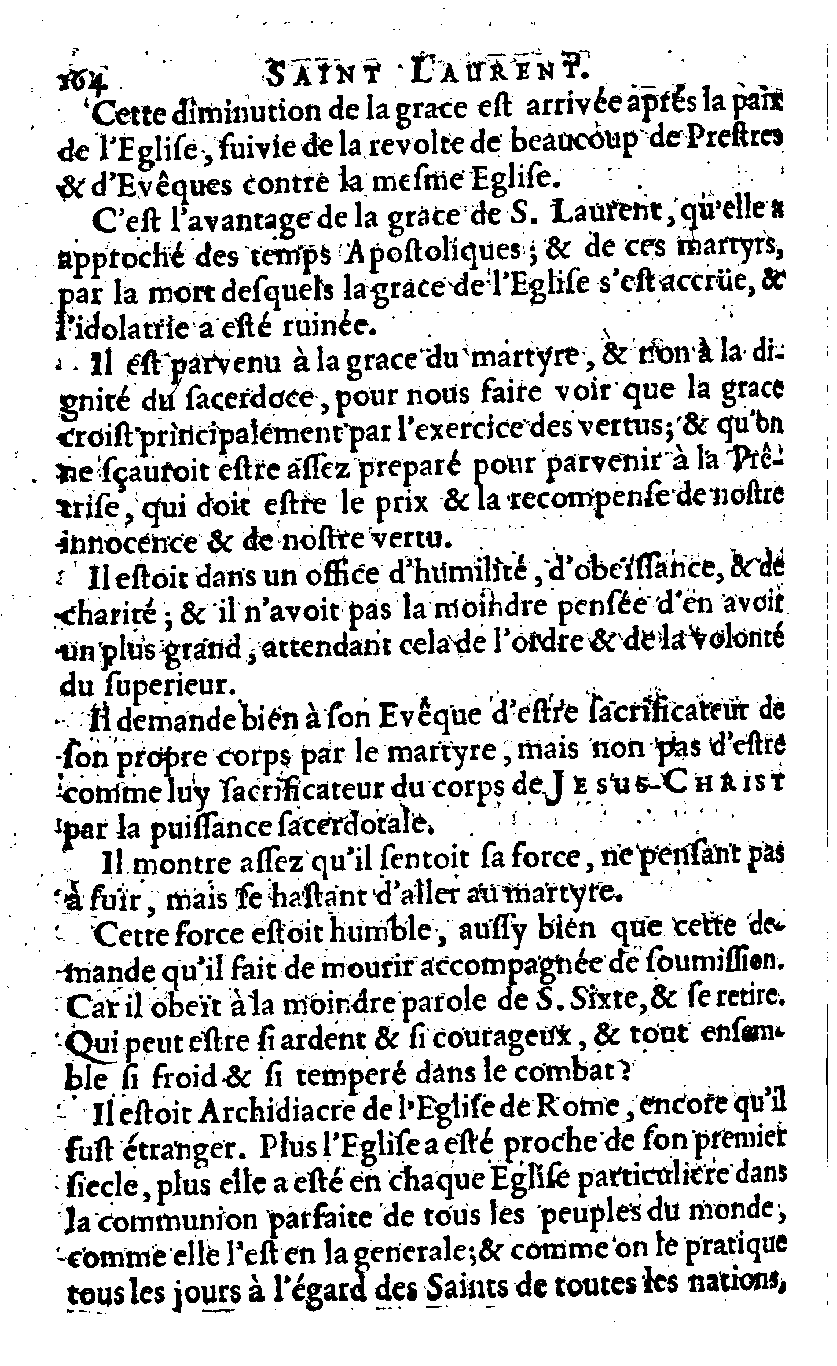 164 SAINT LAURENT.
Cette diminution de la grace eſt arrivée aprés la paix
de l'Egliſe, ſuivie de la revolte de beaucoup de Preſtres
& d'Evêques contre la meſme Egliſe.
C'eſt l'avantage de la grace de S. Laurent, qu'elle a
approché des temps Apoſtoliques; & de ces martyrs,
par la mort deſquels la grace de l'Egliſe s'eſt accrüe, &
l'idolatrie a eſté ruinée.
Il eſt parvenu à la grace du martyre, & non à la di-
gnité du ſacerdoce, pour nous faire voir que la grace
croiſt principalement par l'exercice des vertus; & qu'on
ne ſçauroit eſtre aſſez preparé pour parvenir à la Prê-
triſe, qui doit eſtre le prix & la recompenſe de noſtre
innocence & de noſtre vertu.
Il eſtoit dans un office d'humilité, d'obeïſſance, & de
charité; & il n'avoit pas la moindre penſée d'en avoir
un plus grand, attendant cela de l'ordre & de la volonté
du ſuperieur.
Il demande bien à ſon Evêque d'eſtre ſacrificateur de
ſon propre corps par le martyre, mais non pas d'eſtre
comme luy ſacrificateur du corps de JESUS-CHRIST
par la puiſſance ſacerdotale.
Il montre aſſez qu'il ſentoit ſa force, ne penſant pas
à fuir, mais ſe haſtant d'aller au martyre.
Cette force eſtoit humble, auſſy bien que cette de-
mande qu'il fait de mourir accompagnée de ſoumiſſion.
Car il obeït à la moindre parole de S. Sixte, & ſe retire.
Qui peut eſtre ſi ardent & ſi courageux, & tout enſem-
ble ſi froid & ſi temperé dans le combat?
Il eſtoit Archidiacre de l'Egliſe de Rome, encore qu'il
fuſt étranger. Plus l'Egliſe a eſté proche de ſon premier
ſiecle, plus elle a eſté en chaque Egliſe particuliere dans
la communion parfaite de tous les peuples du monde,
comme elle l'eſt en la generale; & comme on le pratique
tous les jours à l'égard des Saints de toutes les nations,